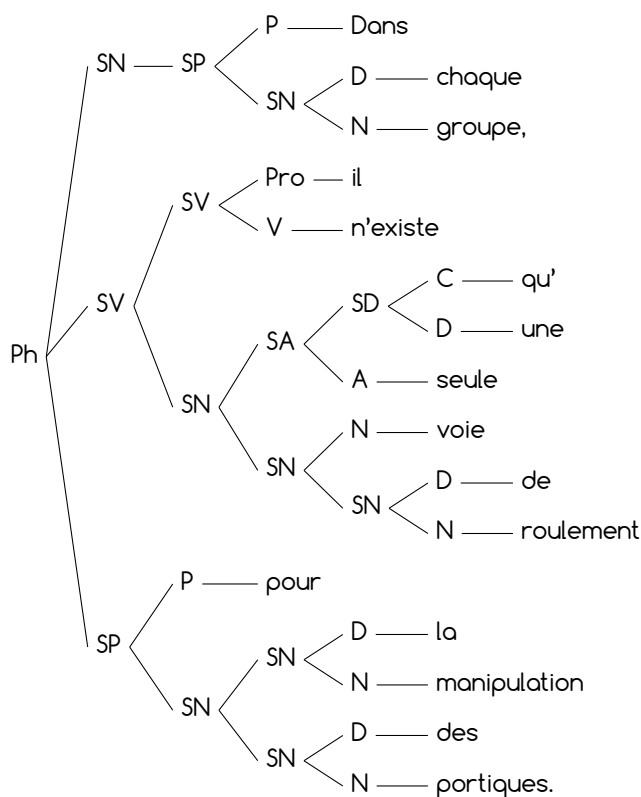 P Dans
SN SP
D chaque
SN
N groupe,
Pro il
SV
V n'existe
C qu'
SV SD
D une
SA
Ph A seule
SN
N voie
SN
D de
SN
N roulement
P pour
D la
SP SN
N manipulation
SN
D des
SN
N portiques.